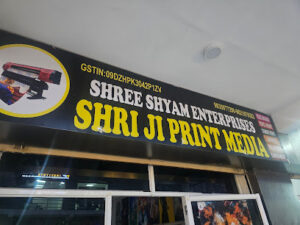 GSTIN:09DZHPK3042P1ZV
SHREE SHYAM ENTERPRISES
SHRI JI PRINT MEDIA